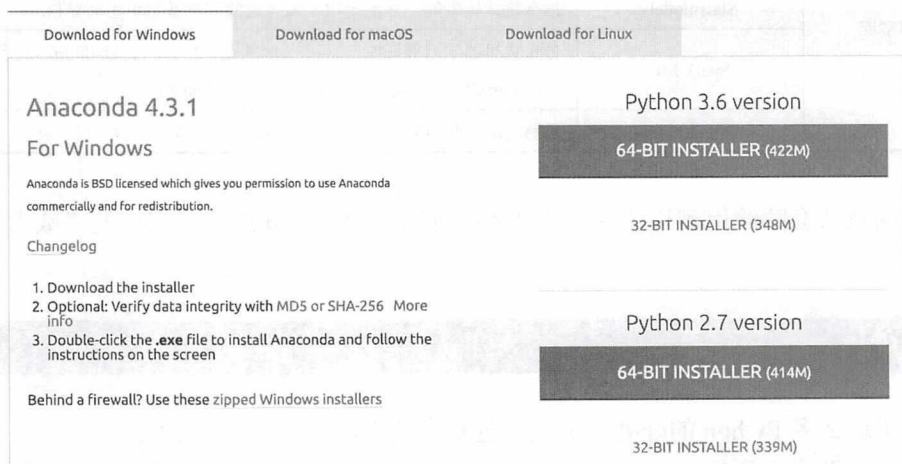 Download for Windows
Download for macOS
Download for Linux
Anaconda 4.3.1
For Windows
Anaconda is BSD licensed which gives you permission to use Anaconda
commercially and for redistribution.
Changelog
1. Download the installer
2. Optional: Verify data integrity with MD5 or SHA-256 More
info
3. Double-click the .exe file to install Anaconda and follow the
instructions on the screen
Behind a firewall? Use these zipped Windows installers
Python 3.6 version
64-BIT INSTALLER (422M)
32-BIT INSTALLER (348M)
Python 2.7 version
64-BIT INSTALLER (414M)
32-BIT INSTALLER (339M)